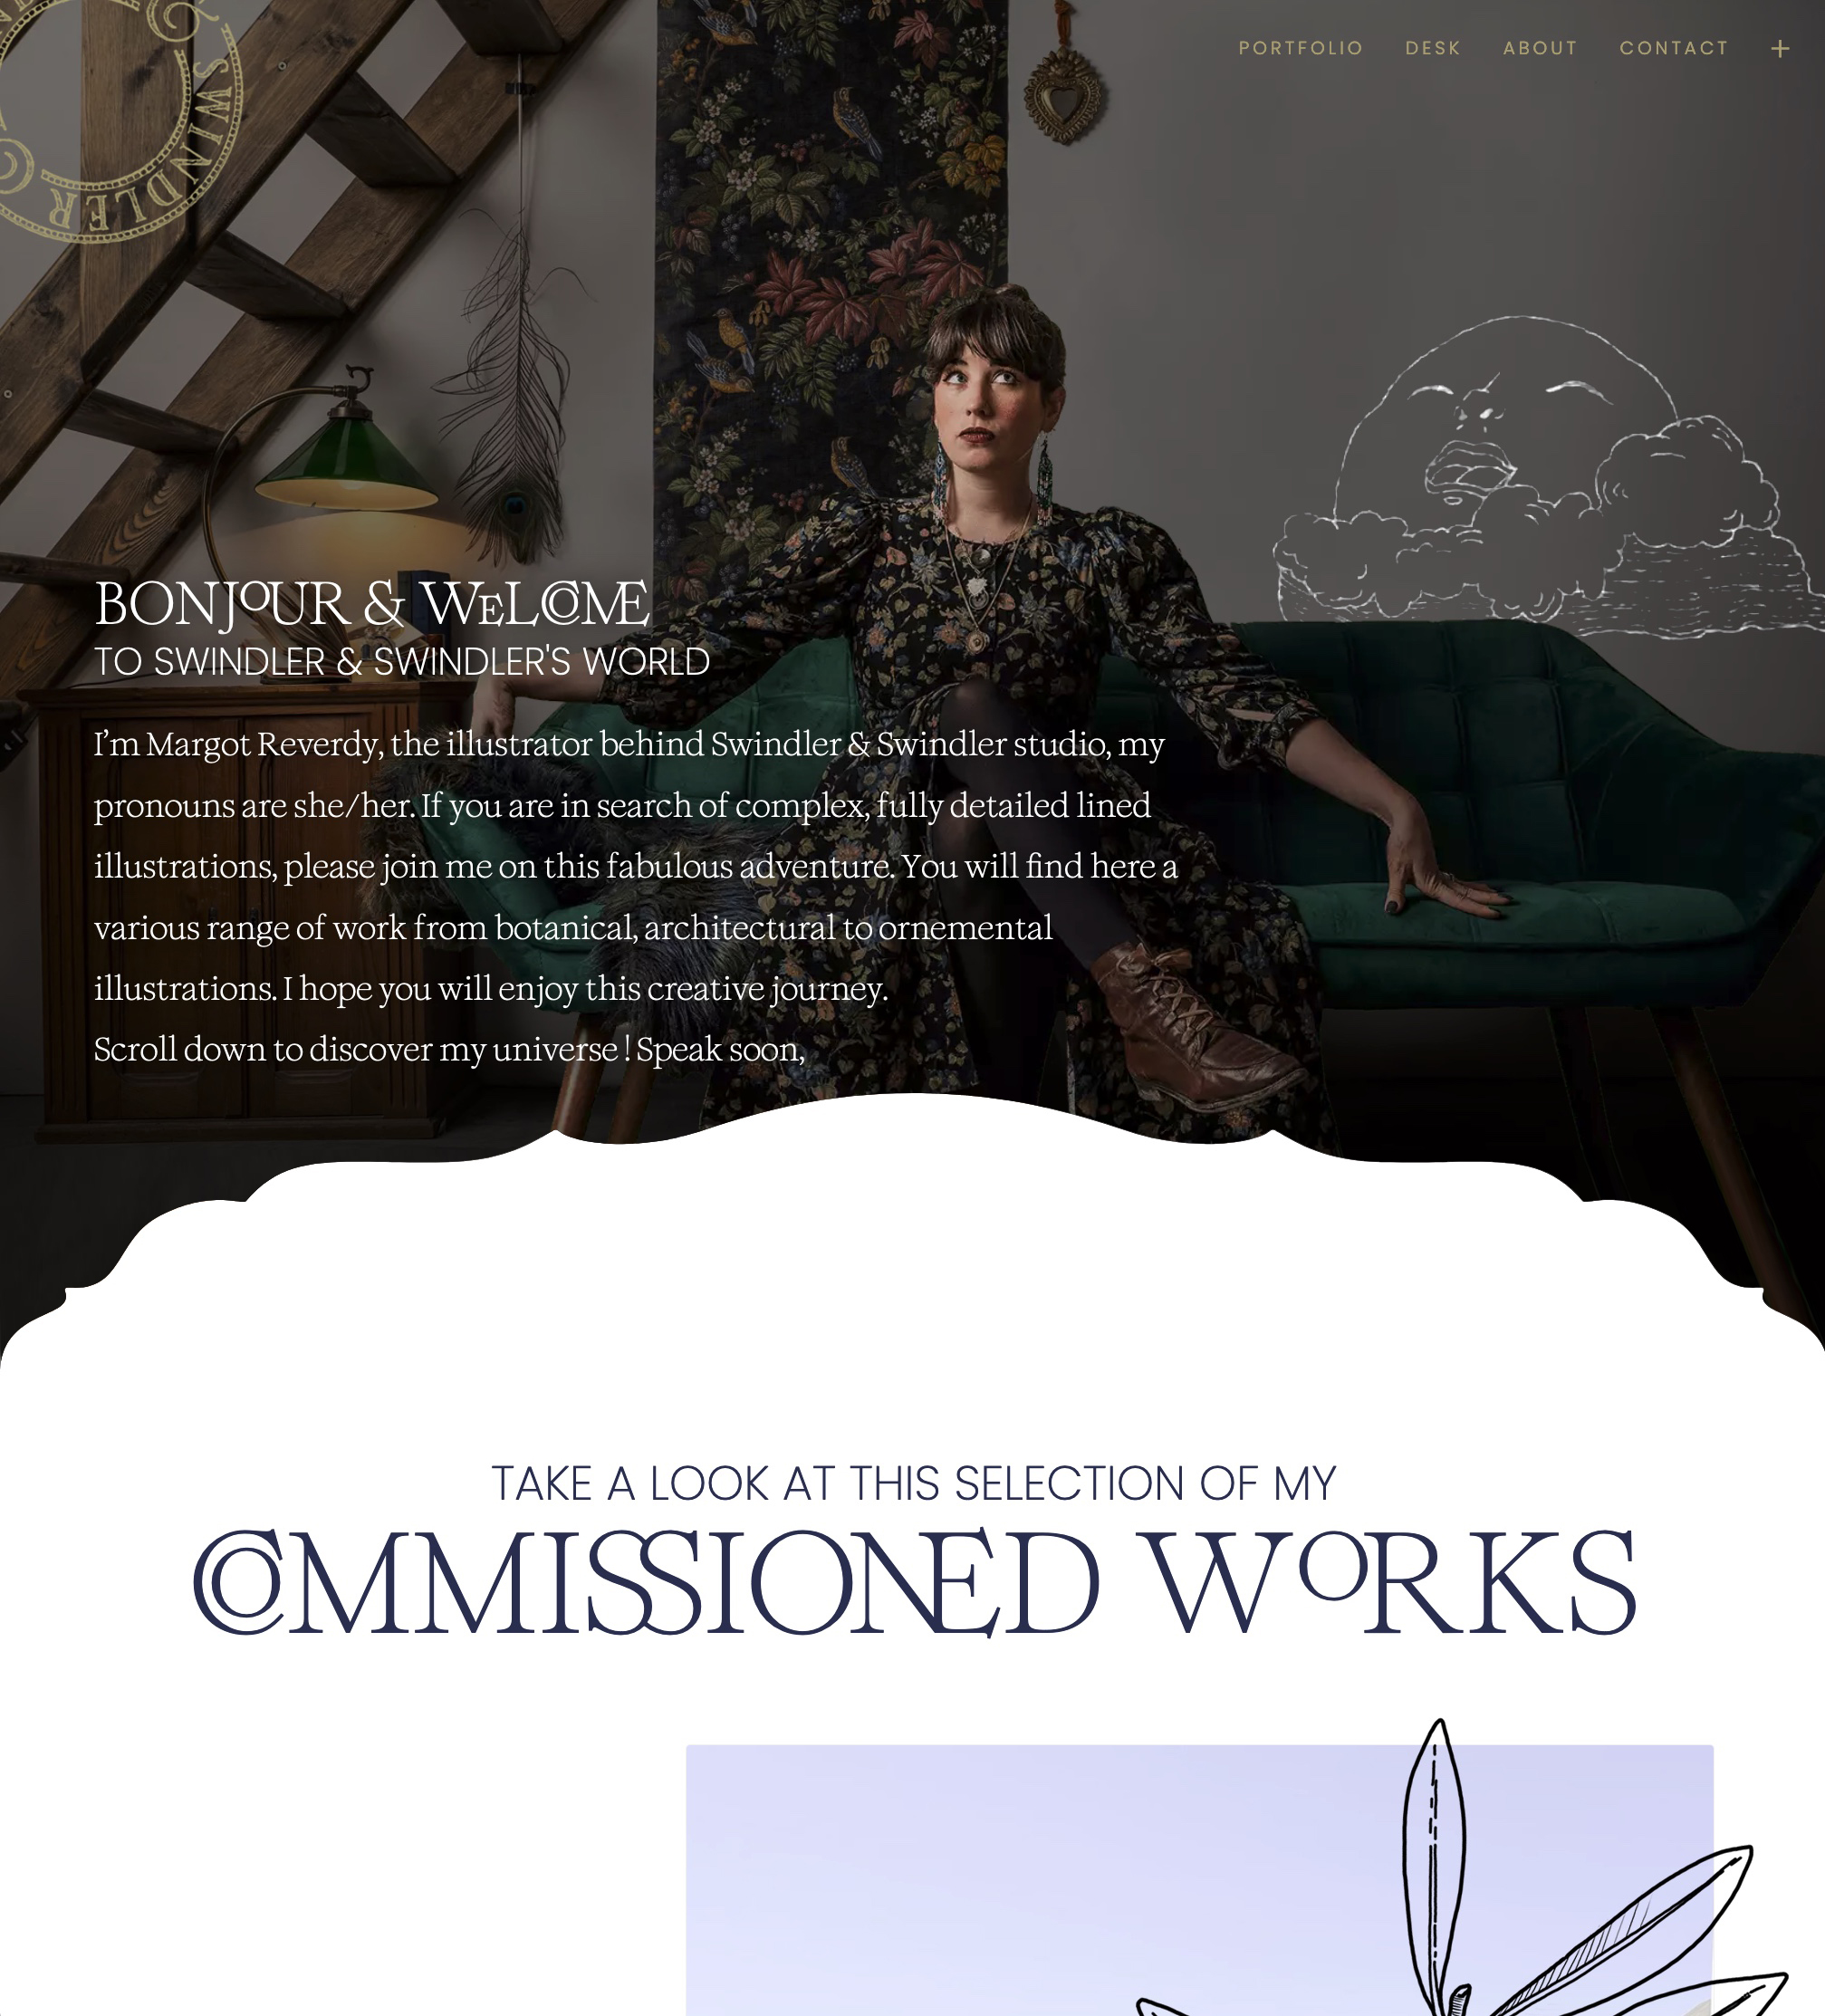 & SWINDLER &
PORTFOLIO DESK ABOUT CONTACT +
BONJOUR & WELCOME
TO SWINDLER & SWINDLER'S WORLD
I’m Margot Reverdy, the illustrator behind Swindler & Swindler studio, my
pronouns are she/her. If you are in search of complex, fully detailed lined
illustrations, please join me on this fabulous adventure. You will find here a
various range of work from botanical, architectural to ornemental
illustrations. I hope you will enjoy this creative journey.
Scroll down to discover my universe ! Speak soon,
TAKE A LOOK AT THIS SELECTION OF MY
COMMISSIONED WORKS